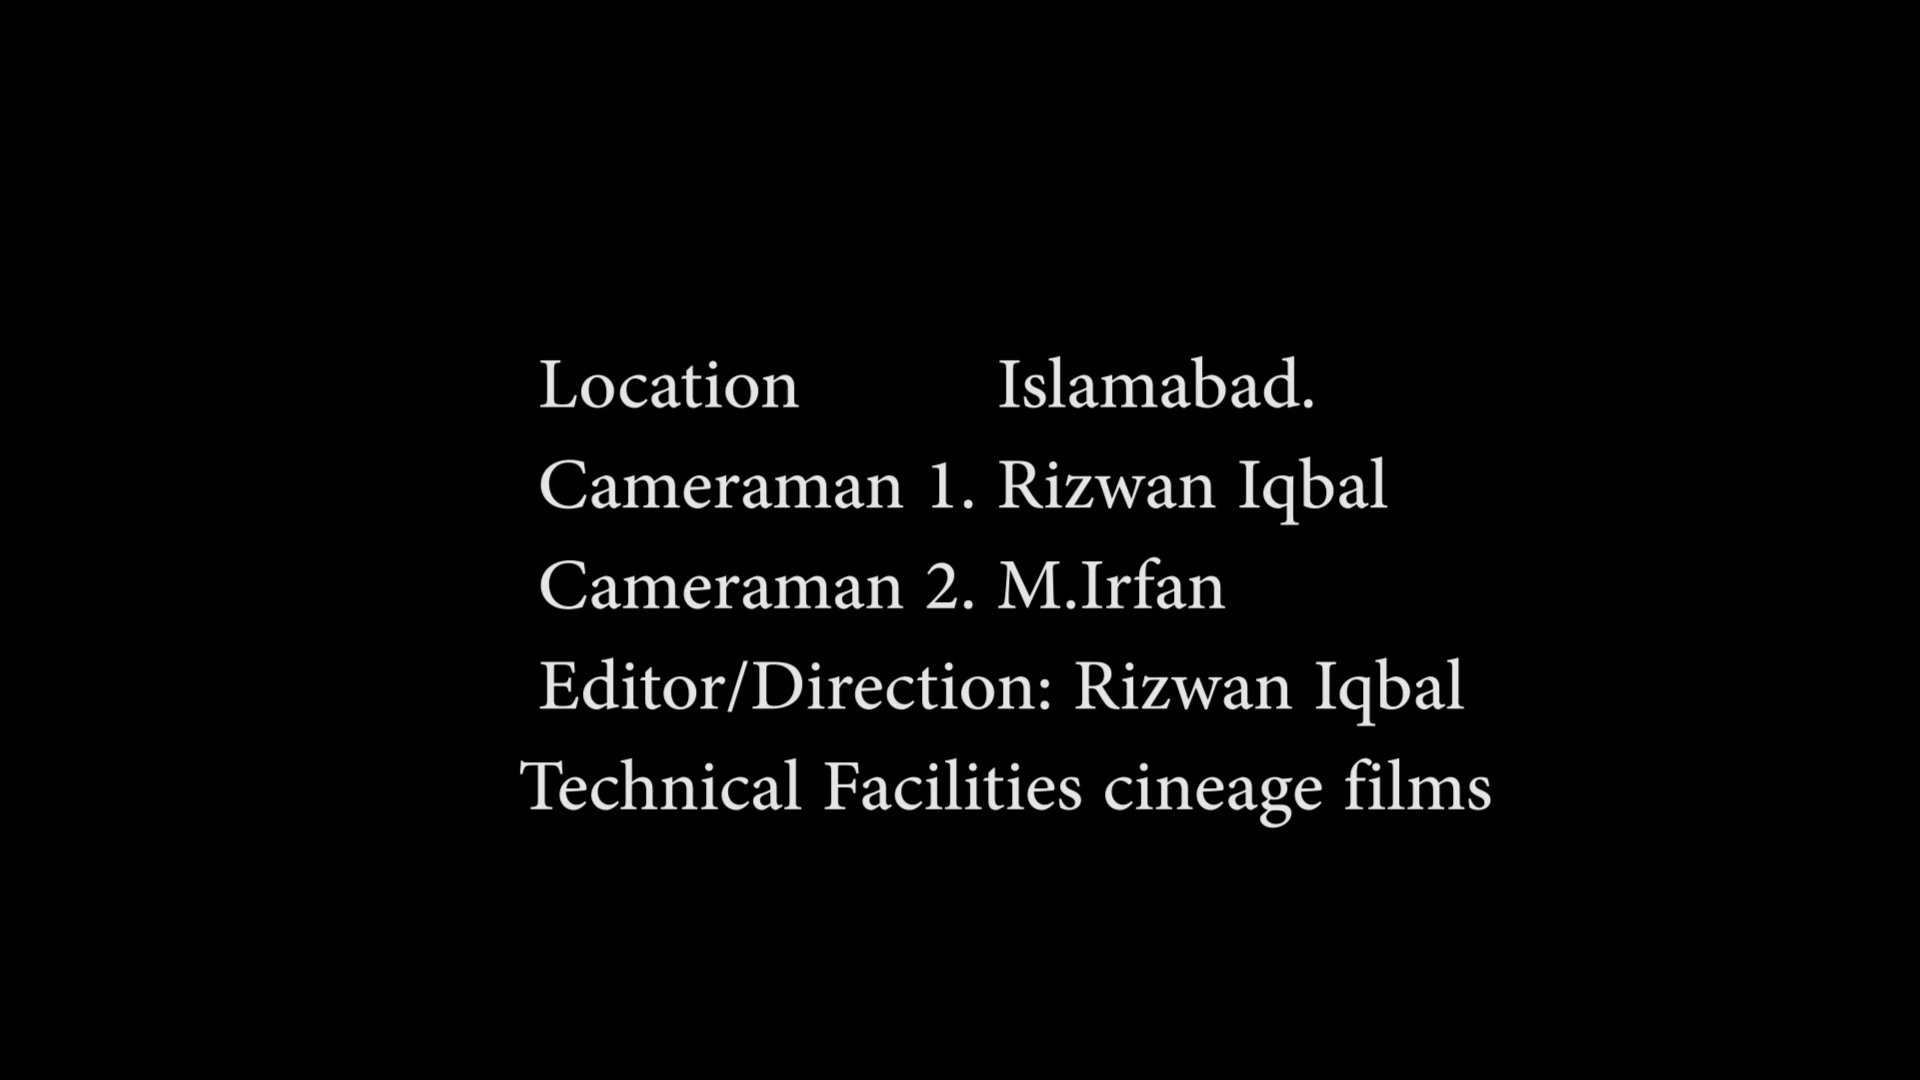 Location Islamabad.
Cameraman 1. Rizwan Iqbal
Cameraman 2. M.Irfan
Editor/Direction: Rizwan Iqbal
Technical Facilities cineage films